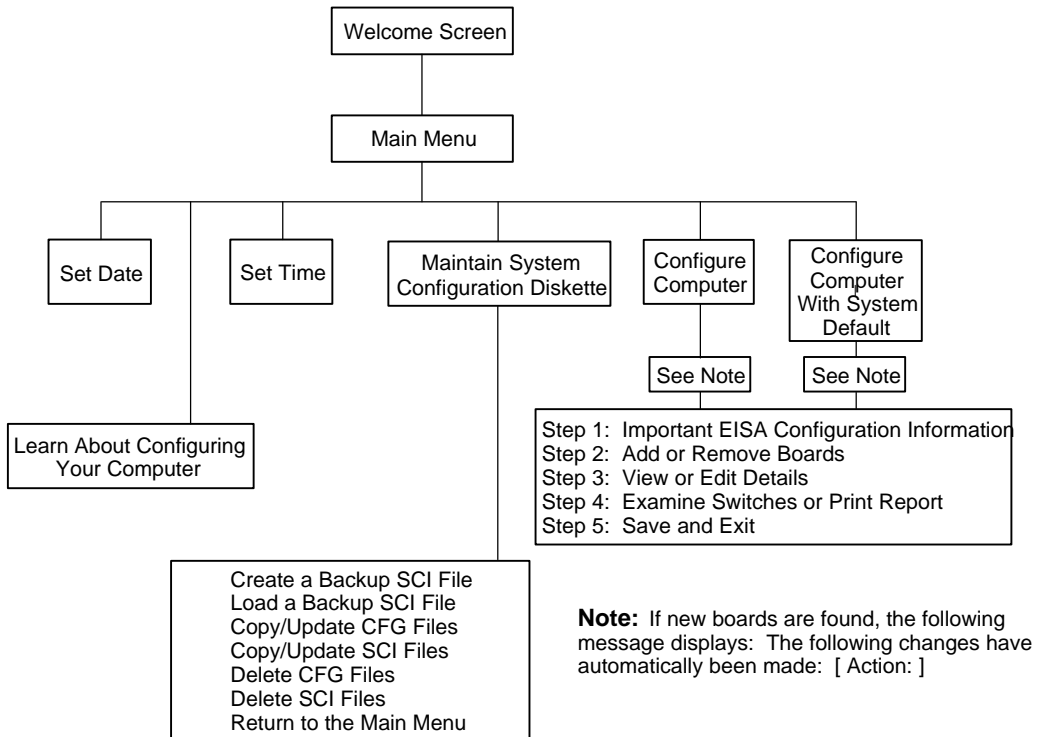 Welcome Screen
Main Menu
Set Date
Set Time
Maintain System
Configuration Diskette
Configure
Computer
Configure
Computer
With System
Default
See Note
See Note
Learn About Configuring
Your Computer
Step 1: Important EISA Configuration Information
Step 2: Add or Remove Boards
Step 3: View or Edit Details
Step 4: Examine Switches or Print Report
Step 5: Save and Exit
Create a Backup SCI File
Load a Backup SCI File
Copy/Update CFG Files
Copy/Update SCI Files
Delete CFG Files
Delete SCI Files
Return to the Main Menu
Note: If new boards are found, the following
message displays: The following changes have
automatically been made: [ Action: ]